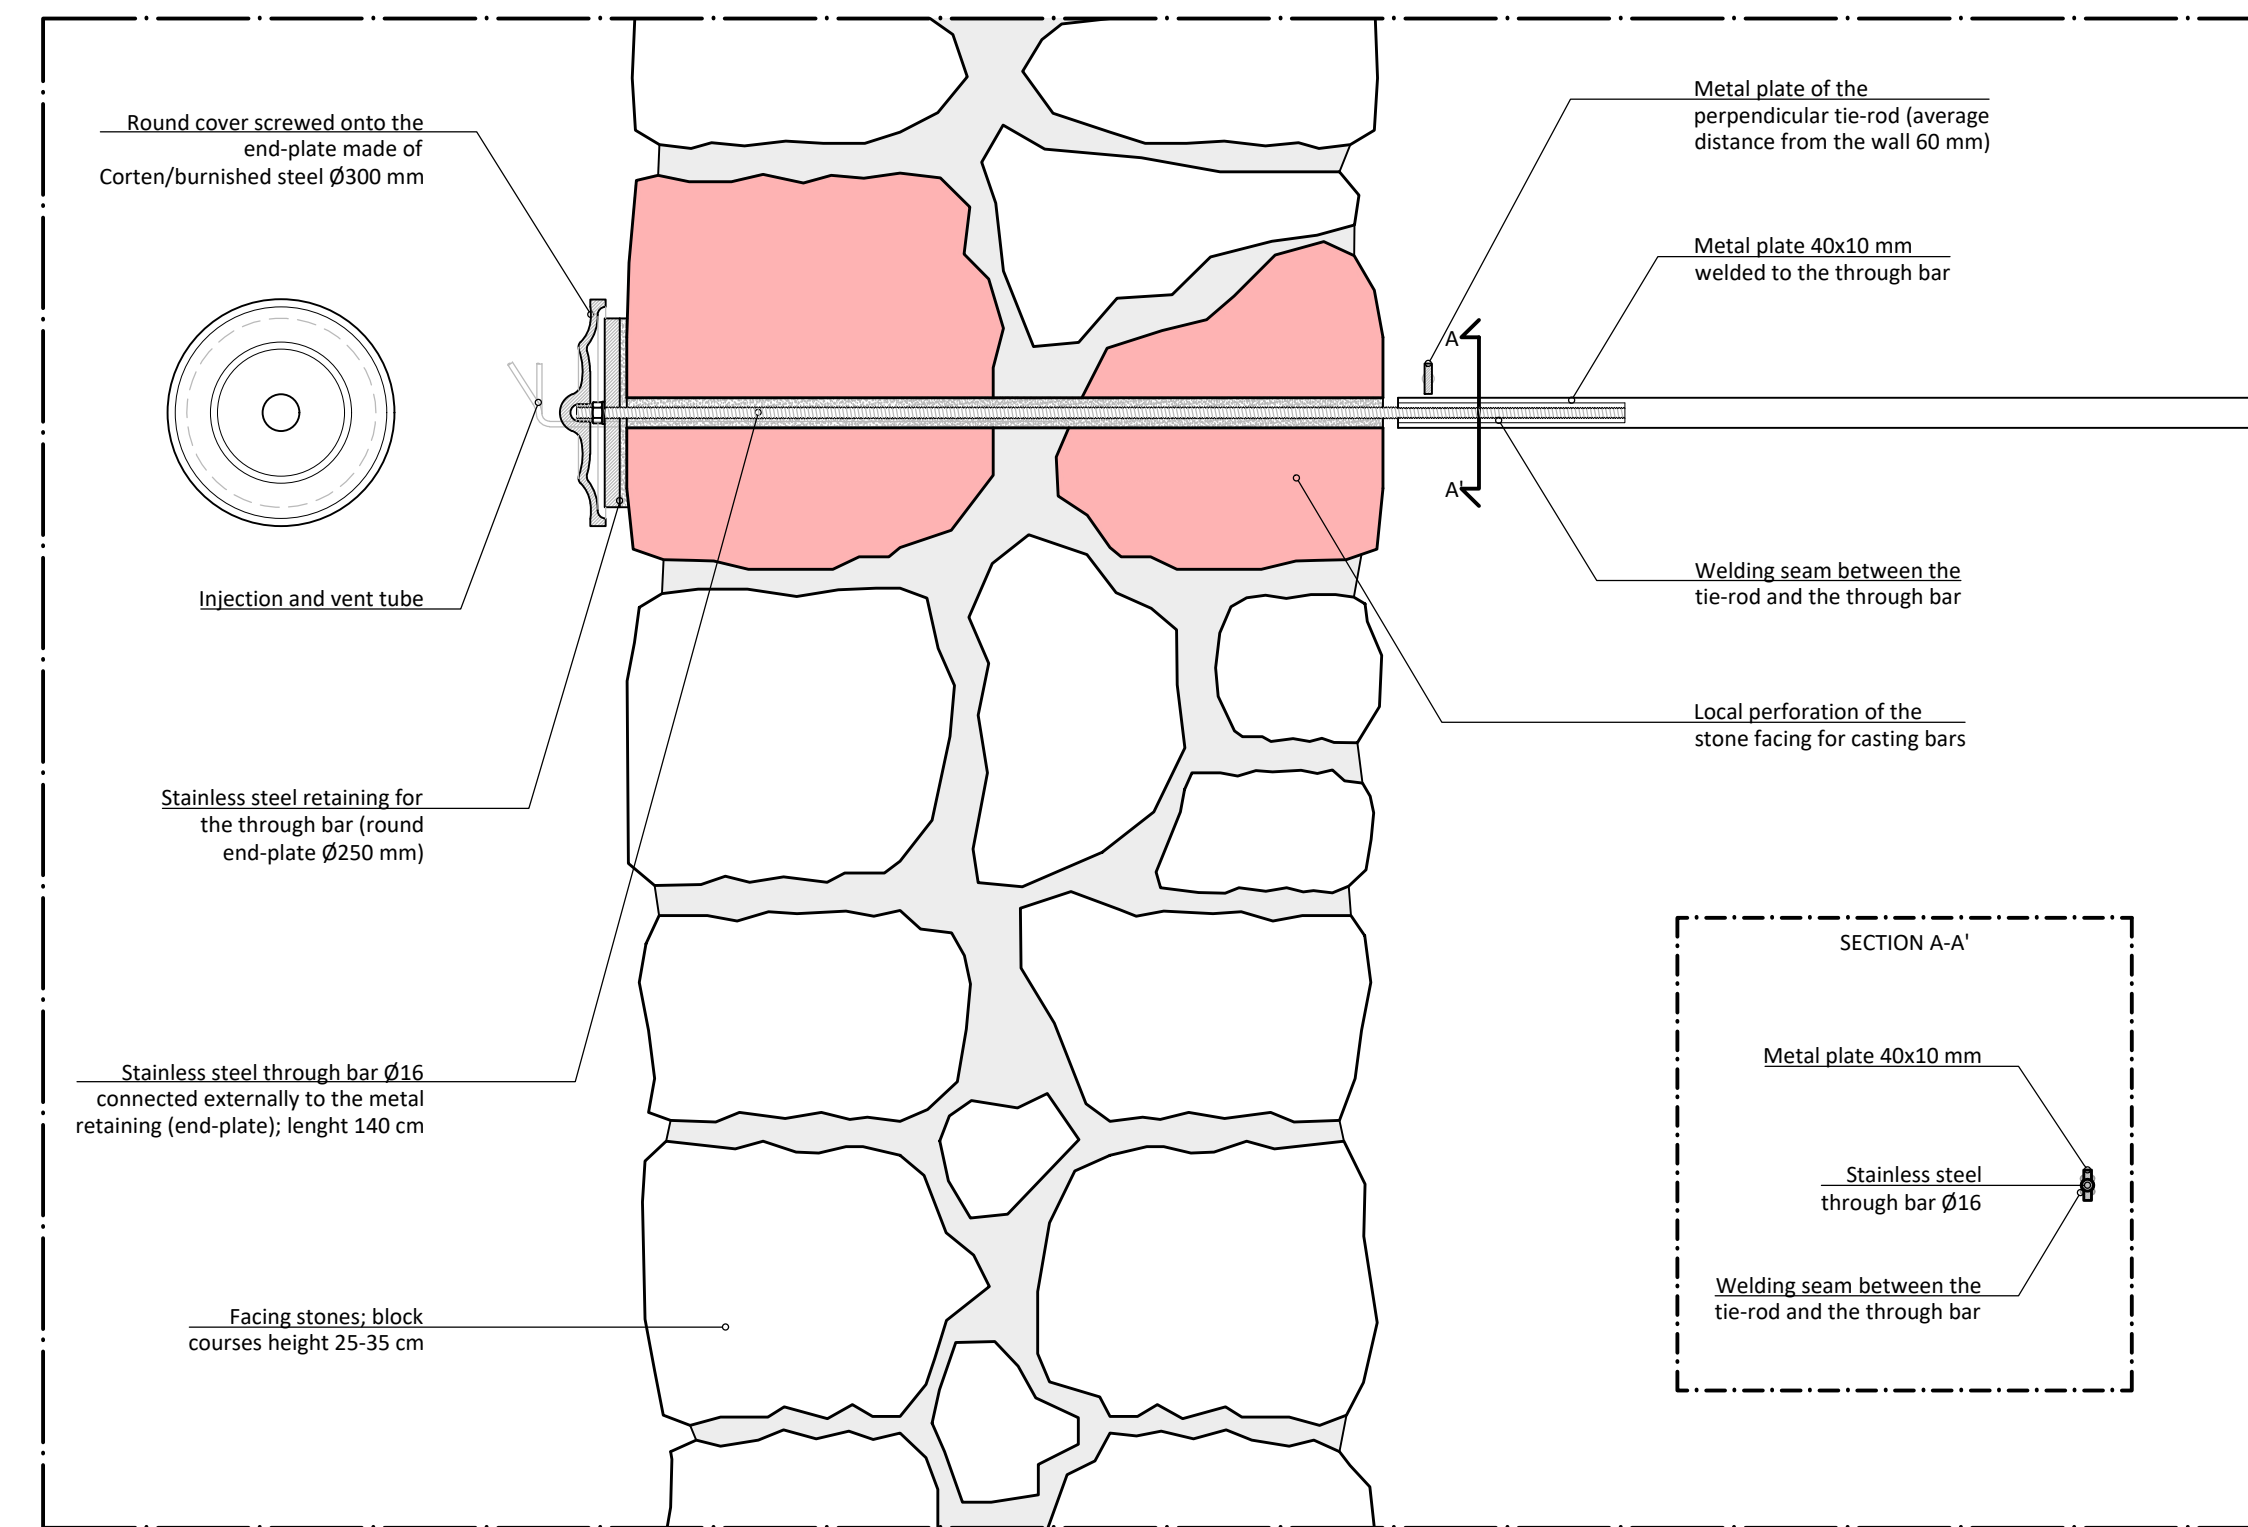 Round cover screwed onto the
end-plate made of
Corten/burnished steel Ø300 mm
Injection and vent tube
Stainless steel retaining for
the through bar (round
end-plate Ø250 mm)
Stainless steel through bar Ø16
connected externally to the metal
retaining (end-plate); lenght 140 cm
Facing stones; block
courses height 25-35 cm
Metal plate of the
perpendicular tie-rod (average
distance from the wall 60 mm)
Metal plate 40x10 mm
welded to the through bar
A
A'
Welding seam between the
tie-rod and the through bar
Local perforation of the
stone facing for casting bars
SECTION A-A'
Metal plate 40x10 mm
Stainless steel
through bar Ø16
Welding seam between the
tie-rod and the through bar